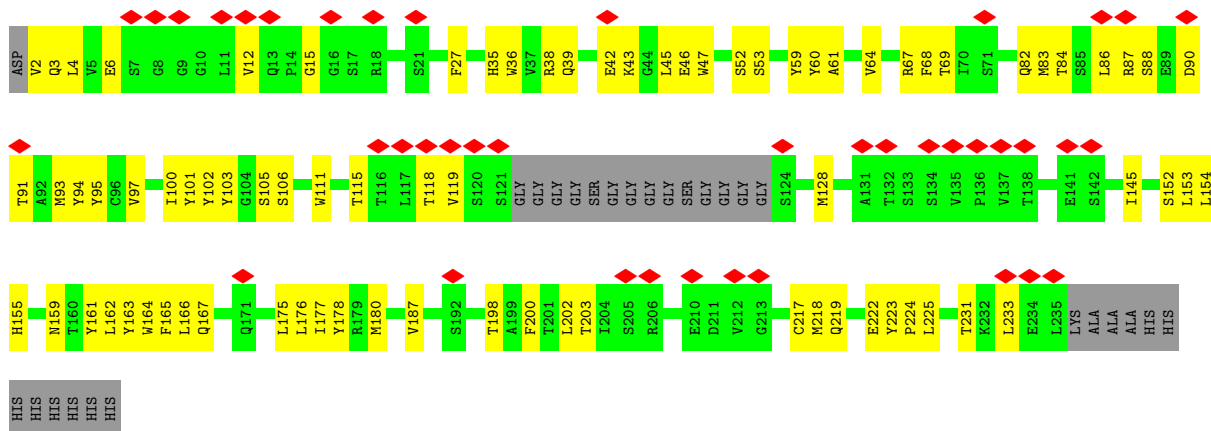 ASP V2 Q3 L4 V5 E6 S7 G8 G9 G10 L11 V12 Q13 P14 G15 G16 S17 R18 S21 F27 H35 W36 V37 R38 Q39 E42 K43 G44 L45 E46 W47 S52 S53 Y59 Y60 A61 V64 R67 F68 T69 I70 S71 Q82 M83 T84 S85 L86 R87 S88 E89 D90
T91 A92 M93 Y94 Y95 C96 V97 I100 Y101 Y102 Y103 G104 S105 S106 W111 T115 T116 L117 T118 V119 S120 S121 GLY GLY GLY SER GLY GLY GLY SER GLY GLY GLY S124 M128 A131 T132 S133 S134 V135 P136 V137 T138 E141 S142 I145 S152 L153 L154
H155 N159 T160 Y161 L162 Y163 W164 F165 L166 Q167 Q171 L175 L176 I177 Y178 R179 M180 V187 S192 T198 A199 F200 T201 L202 T203 I204 S205 R206 E210 D211 V212 G213 C217 M218 Q219 E222 Y223 P224 L225 T231 K232 L233 E234 L235 LYS ALA ALA ALA HIS HIS
HIS HIS HIS HIS HIS